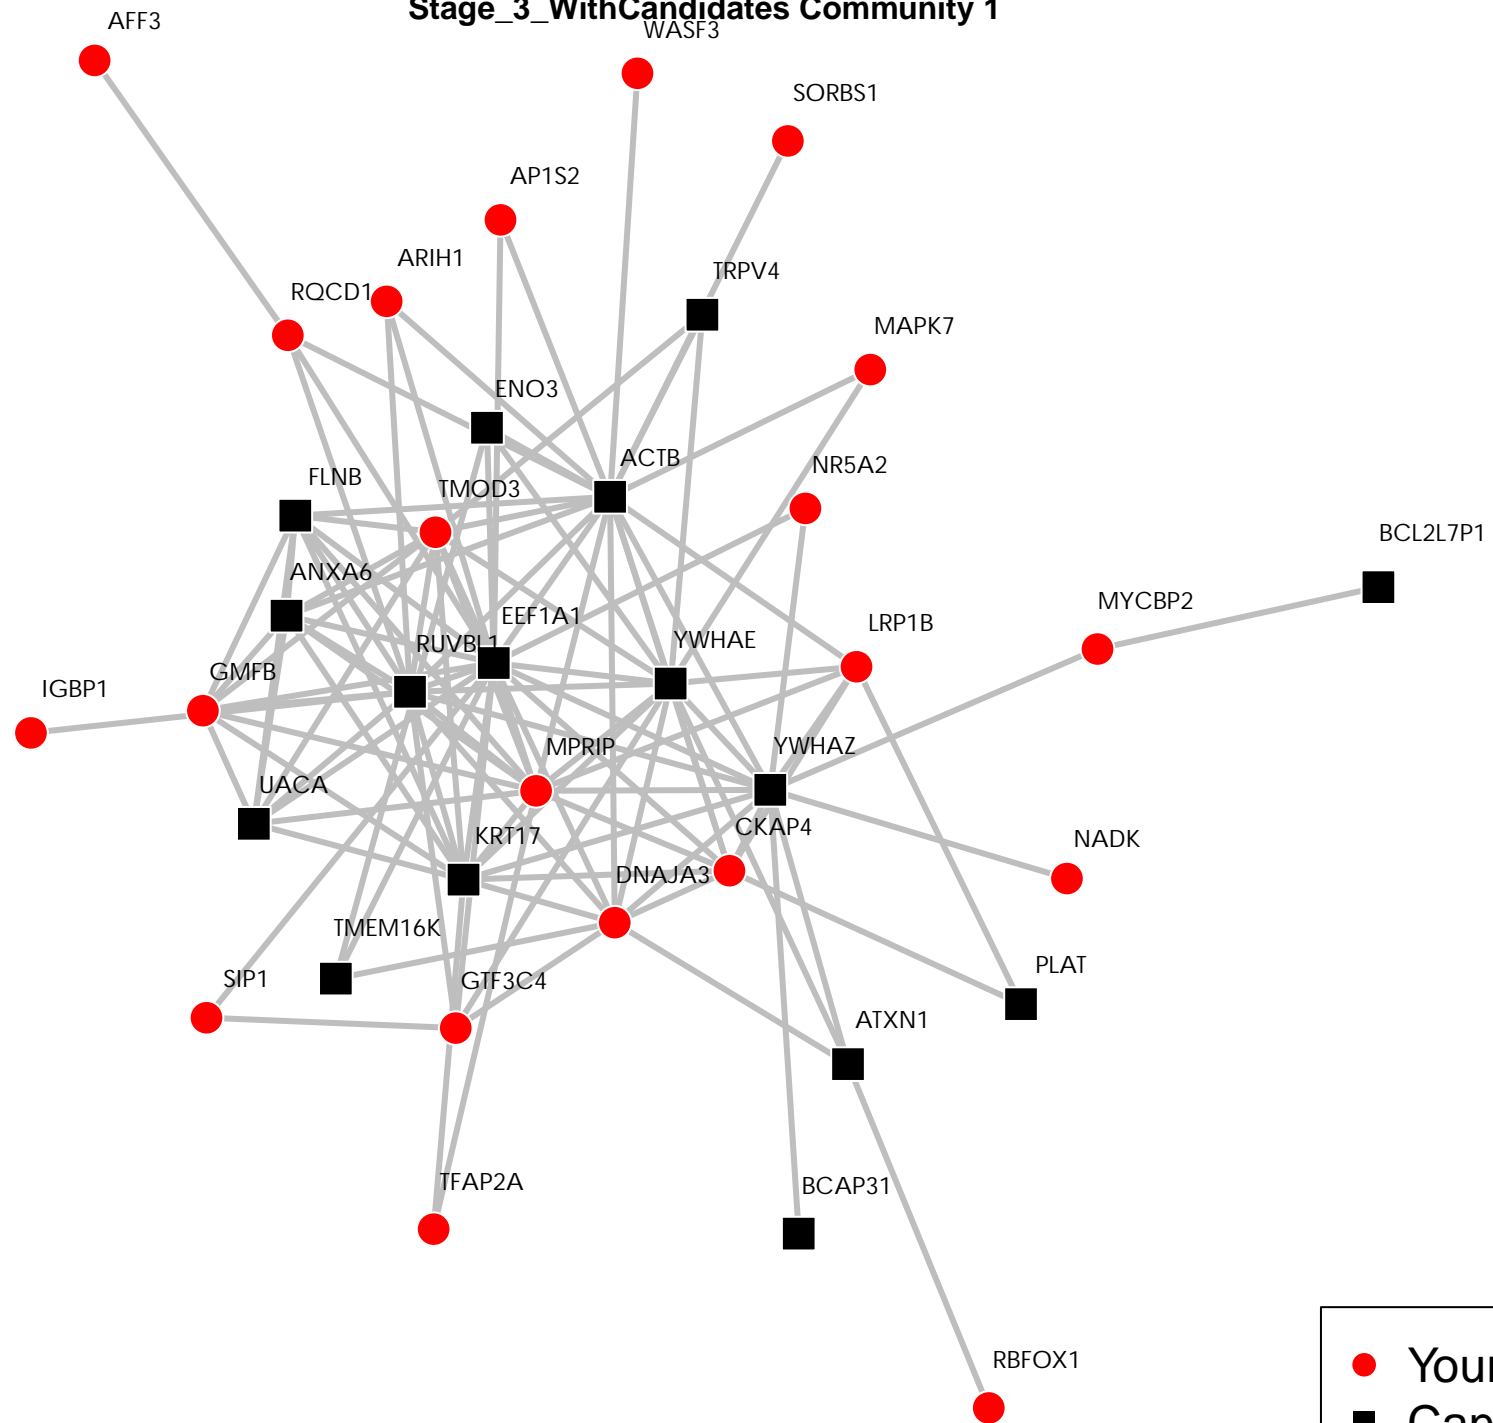 Stage_3_WithCandidates Community 1
AFF3
WASF3
SORBS1
AP1S2
ARIH1
TRPV4
RQCD1
MAPK7
ENO3
ACTB
NR5A2
FLNB
TMOD3
BCL2L7P1
ANXA6
MYCBP2
EEF1A1
LRP1B
RUVBL1
YWHAE
GMFB
IGBP1
MPRIP
YWHAZ
UACA
CKAP4
KRT17
NADK
DNAJA3
TMEM16K
PLAT
SIP1
GTF3C4
ATXN1
TFAP2A
BCAP31
RBFOX1
Your